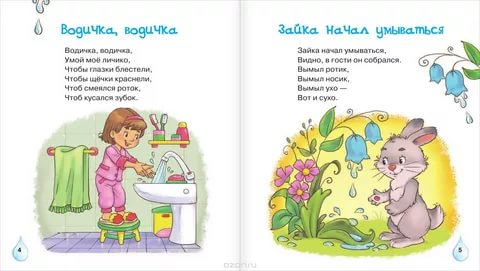 Водичка, водичка
Водичка, водичка,
Умой моё личико,
Чтобы глазки блестели,
Чтобы щёчки краснели,
Чтоб смеялся роток,
Чтоб кусался зубок.
4
Зайка начал умываться
Зайка начал умываться,
Видно, в гости он собрался.
Вымыл ротик,
Вымыл носик,
Вымыл ухо —
Вот и сухо.
5
ozon.ru